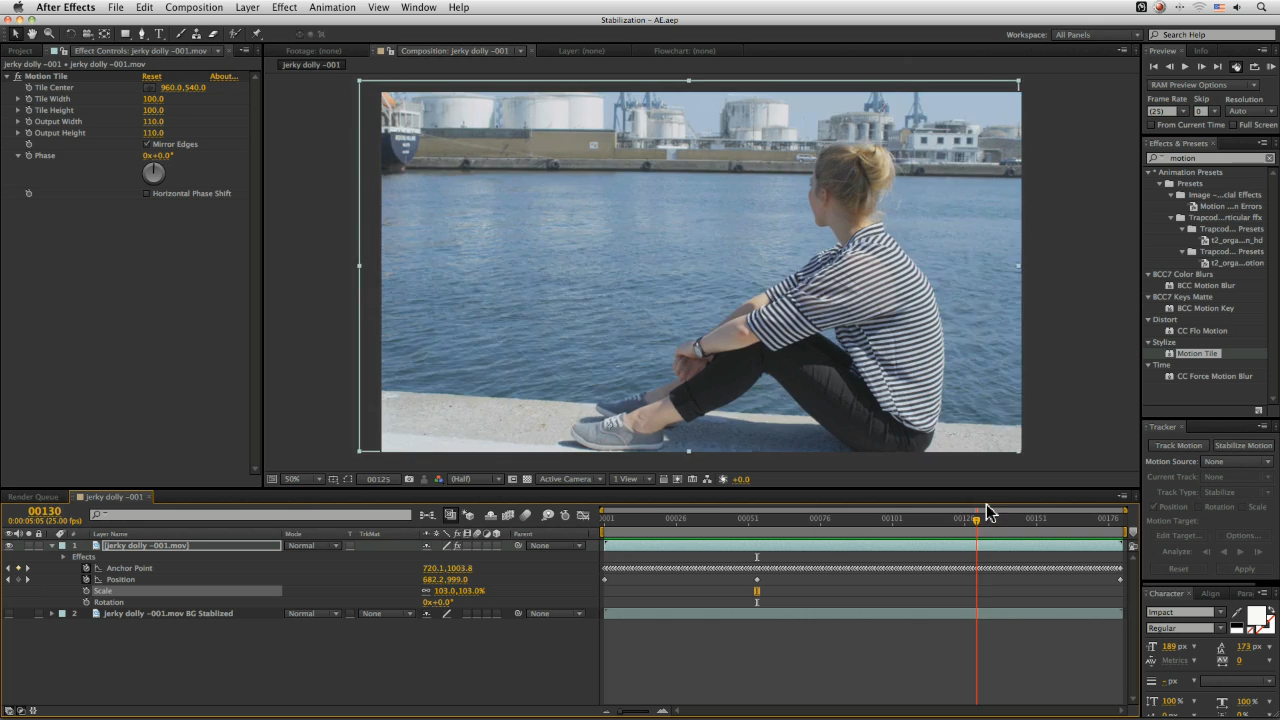 After Effects File Edit Composition Layer Effect Animation View Window Help
Stabilization – AE.aep
Workspace: All Panels Search Help
Project Effect Controls: jerky dolly ~001.mov
Footage: (none) Composition: jerky dolly ~001 Layer: (none) Flowchart: (none)
Preview Info
jerky dolly ~001 • jerky dolly ~001.mov
jerky dolly ~001
Motion Tile Reset About...
Tile Center 960.0,540.0
Tile Width 100.0
Tile Height 100.0
Output Width 110.0
Output Height 110.0
Mirror Edges
Phase 0x+0.0°
Horizontal Phase Shift
RAM Preview Options
Frame Rate Skip Resolution
(25) 0 Auto
From Current Time Full Screen
Effects & Presets
motion
* Animation Presets
Presets
Image –...cial Effects
Motion ...n Errors
Trapcod...rticular ffx
Trapcod... Presets
t2_orga...n_hd
Trapcod... Presets
t2_orga...otion
BCC7 Color Blurs
BCC Motion Blur
BCC7 Keys Matte
BCC Motion Key
Distort
CC Flo Motion
Stylize
Motion Tile
Time
CC Force Motion Blur
Tracker
Track Motion Stabilize Motion
Motion Source: None
Current Track: None
Track Type: Stabilize
Position Rotation Scale
Motion Target:
Edit Target... Options...
Analyze:
Reset Apply
50% 00125 (Half) Active Camera 1 View +0.0
Render Queue jerky dolly ~001
00130
0:00:05:05 (25.00 fps)
0001 00026 00051 00076 00101 0012 00151 00176
# Layer Name Mode T TrkMat Parent
1 [jerky dolly ~001.mov] Normal None
Effects
Anchor Point 720.1,1003.8
Position 682.2,999.0
Scale 103.0,103.0%
Rotation 0x+0.0°
2 jerky dolly ~001.mov BG Stablized Normal None None
Character Align Para
Impact
Regular
189 px 173 px
Metrics 0
– px
100 % 100 %
0 px 0 %